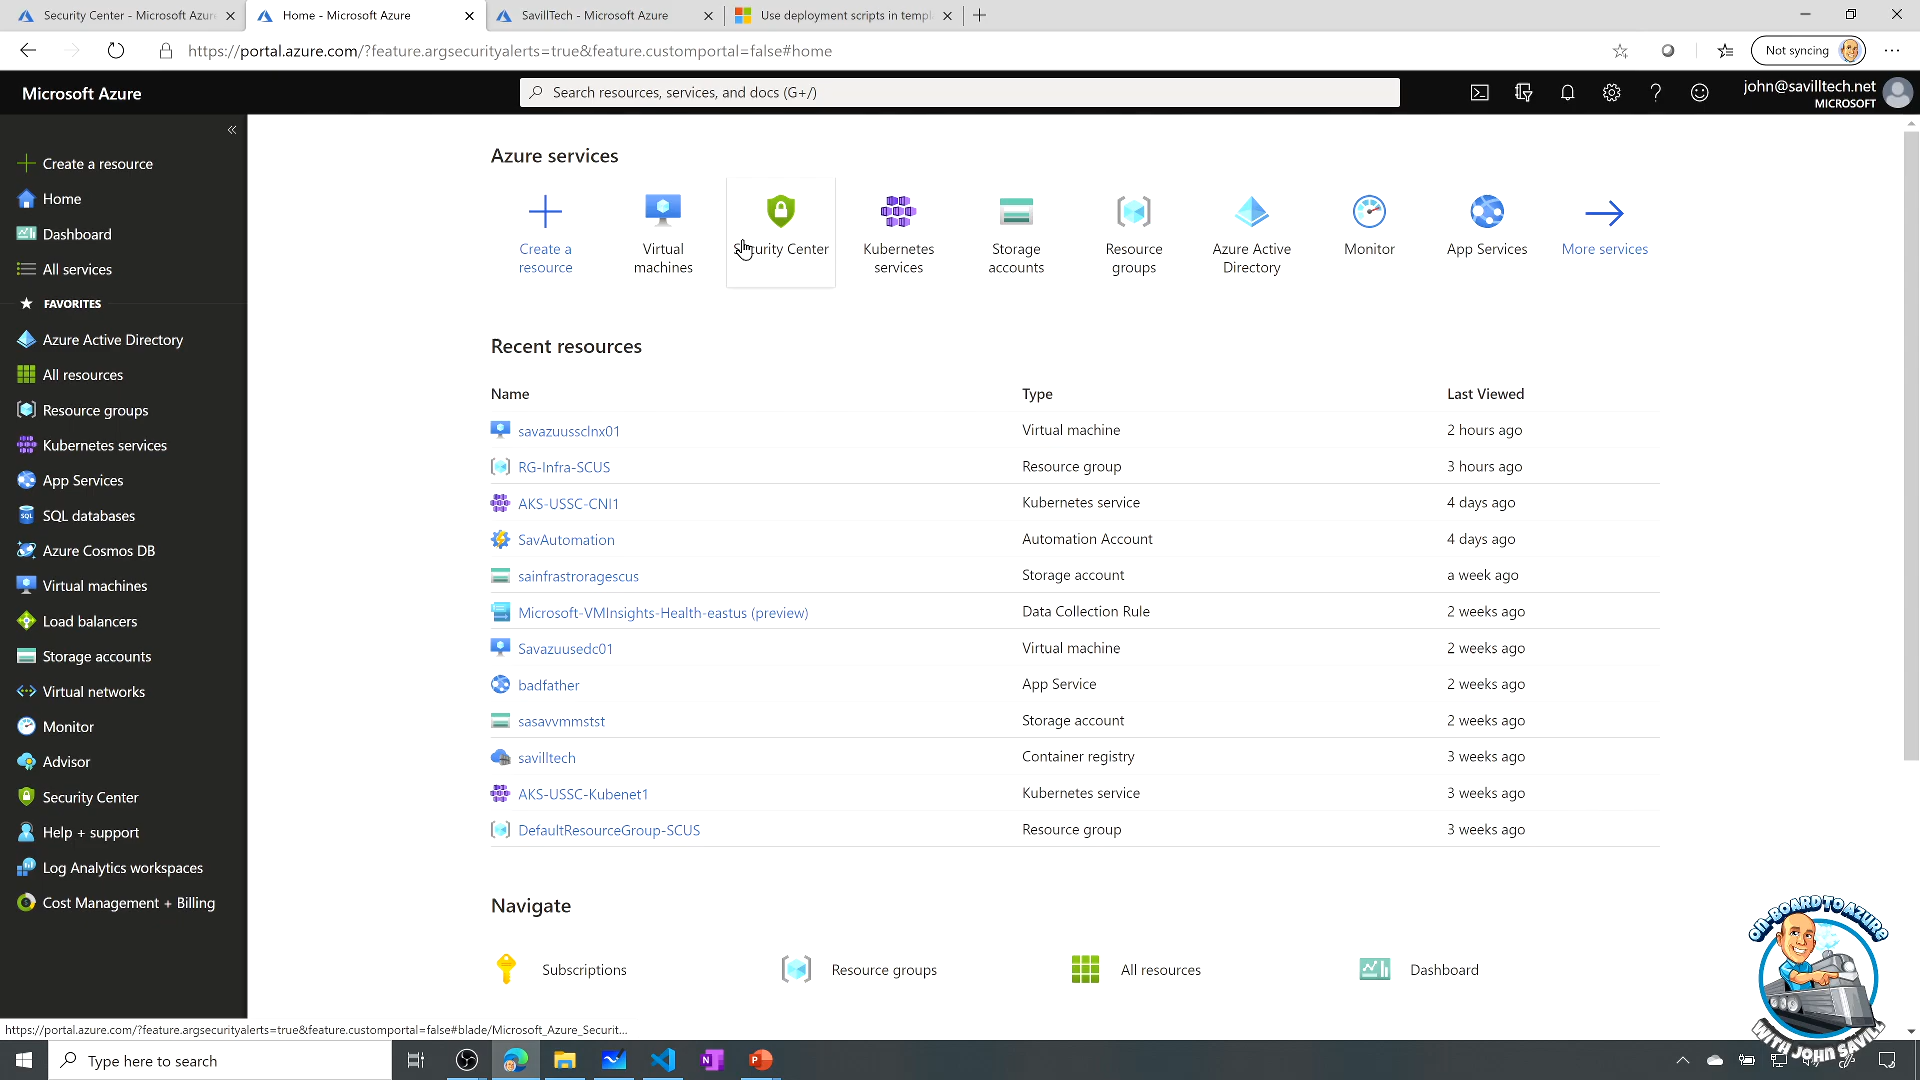 Security Center - Microsoft Azur
Home - Microsoft Azure
SavillTech - Microsoft Azure
Use deployment scripts in templ
https://portal.azure.com/?feature.argsecurityalerts=true&feature.customportal=false#home
Not syncing
Microsoft Azure
Search resources, services, and docs (G+/)
john@savilltech.net
MICROSOFT
Create a resource
Home
Dashboard
All services
FAVORITES
Azure Active Directory
All resources
Resource groups
Kubernetes services
App Services
SQL databases
Azure Cosmos DB
Virtual machines
Load balancers
Storage accounts
Virtual networks
Monitor
Advisor
Security Center
Help + support
Log Analytics workspaces
Cost Management + Billing
Azure services
Create a resource
Virtual machines
Security Center
Kubernetes services
Storage accounts
Resource groups
Azure Active Directory
Monitor
App Services
More services
Recent resources
Name Type Last Viewed
savazuussclnx01 Virtual machine 2 hours ago
RG-Infra-SCUS Resource group 3 hours ago
AKS-USSC-CNI1 Kubernetes service 4 days ago
SavAutomation Automation Account 4 days ago
sainfrastroragescus Storage account a week ago
Microsoft-VMInsights-Health-eastus (preview) Data Collection Rule 2 weeks ago
Savazuusedc01 Virtual machine 2 weeks ago
badfather App Service 2 weeks ago
sasavvmmstst Storage account 2 weeks ago
savilltech Container registry 3 weeks ago
AKS-USSC-Kubenet1 Kubernetes service 3 weeks ago
DefaultResourceGroup-SCUS Resource group 3 weeks ago
Navigate
Subscriptions
Resource groups
All resources
Dashboard
ON-BOARD TO AZURE
WITH JOHN SAVILL
https://portal.azure.com/?feature.argsecurityalerts=true&feature.customportal=false#blade/Microsoft_Azure_Securit...
Type here to search